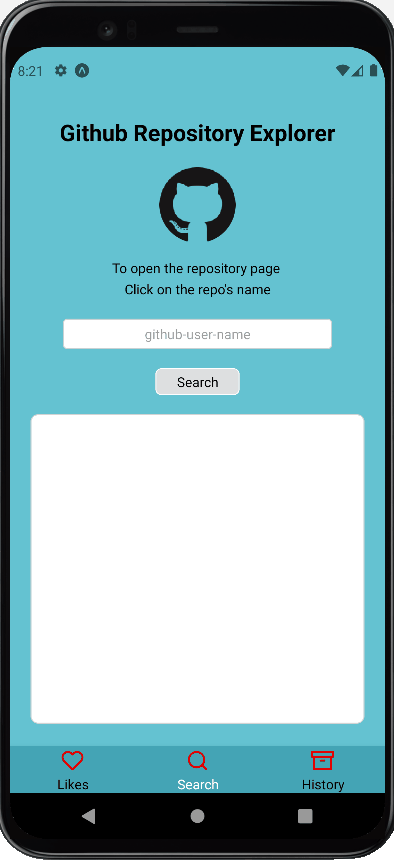 8:21
Github Repository Explorer
To open the repository page
Click on the repo's name
github-user-name
Search
Likes
Search
History